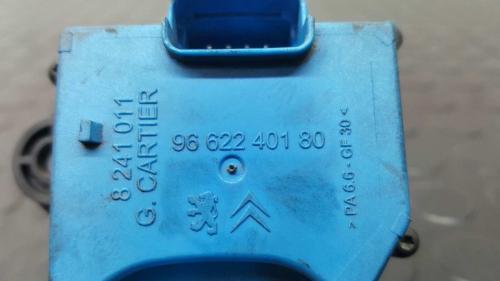 8 241 011
G. CARTIER
96 622 401 80
> PA 6.6 - GF 30 <